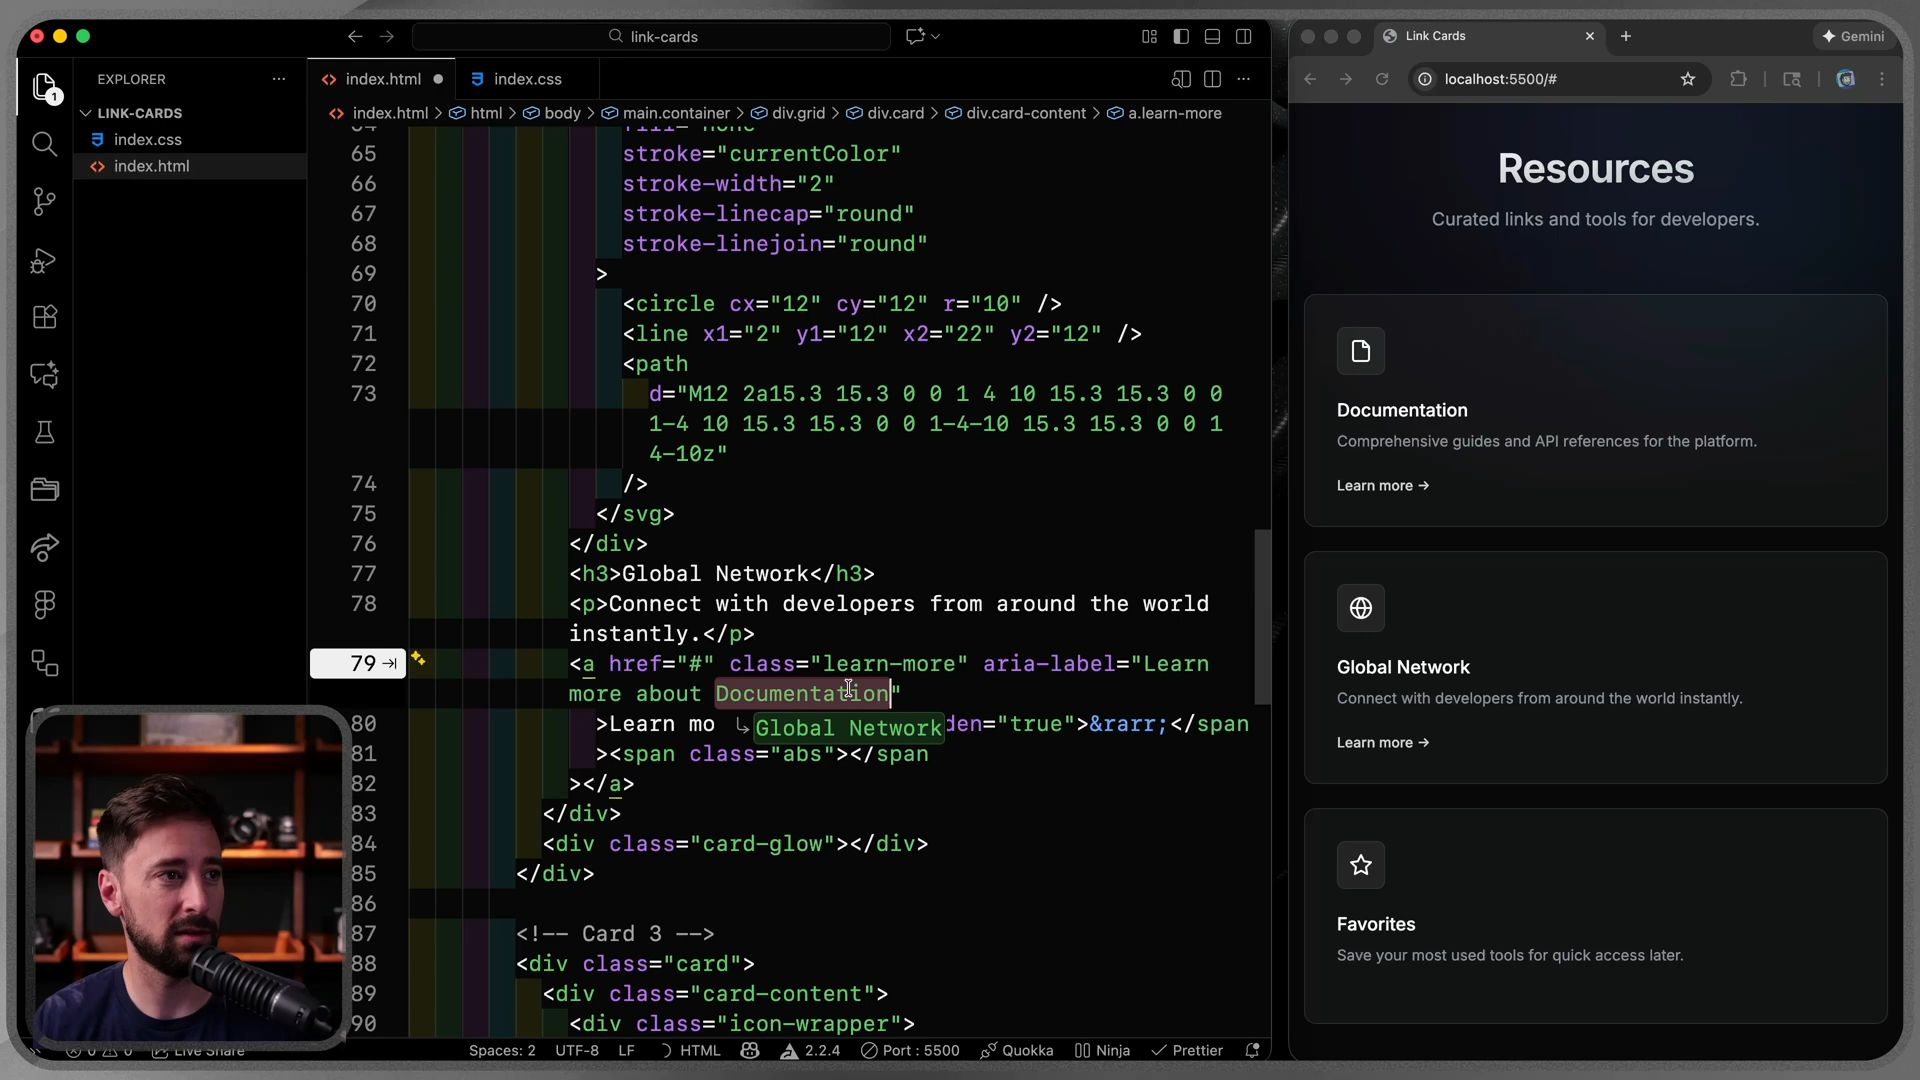 link-cards
Link Cards
Gemini
EXPLORER
index.html
index.css
localhost:5500/#
LINK-CARDS
index.html > html > body > main.container > div.grid > div.card > div.card-content > a.learn-more
index.css
index.html
1
65 stroke="currentColor"
66 stroke-width="2"
67 stroke-linecap="round"
68 stroke-linejoin="round"
69 >
70 <circle cx="12" cy="12" r="10" />
71 <line x1="2" y1="12" x2="22" y2="12" />
72 <path
73 d="M12 2a15.3 15.3 0 0 1 4 10 15.3 15.3 0 0
1-4 10 15.3 15.3 0 0 1-4-10 15.3 15.3 0 0 1
4-10z"
74 />
75 </svg>
76 </div>
77 <h3>Global Network</h3>
78 <p>Connect with developers from around the world
instantly.</p>
79 <a href="#" class="learn-more" aria-label="Learn
more about Documentation"
80 >Learn mo
Global Network
den="true">&rarr;</span
81 ><span class="abs"></span
82 ></a>
83 </div>
84 <div class="card-glow"></div>
85 </div>
86
87 <!-- Card 3 -->
88 <div class="card">
89 <div class="card-content">
90 <div class="icon-wrapper">
Live Share
Spaces: 2
UTF-8
LF
HTML
2.2.4
Port : 5500
Quokka
Ninja
Prettier
Resources
Curated links and tools for developers.
Documentation
Comprehensive guides and API references for the platform.
Learn more →
Global Network
Connect with developers from around the world instantly.
Learn more →
Favorites
Save your most used tools for quick access later.